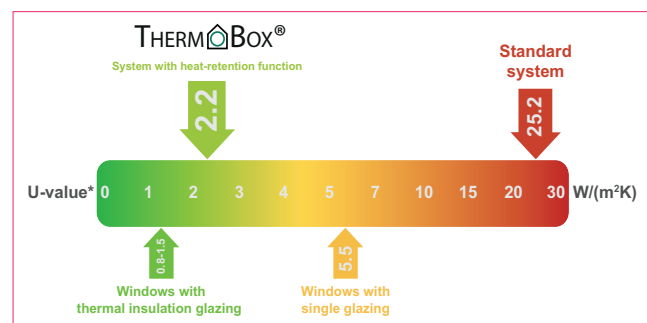 THERMOBOX®
System with heat-retention function
2.2
Standard
system
25.2
U-value* 0 1 2 3 4 5 7 10 15 20 30 W/(m²K)
0.8-1.5
Windows with
thermal insulation glazing
5.5
Windows with
single glazing